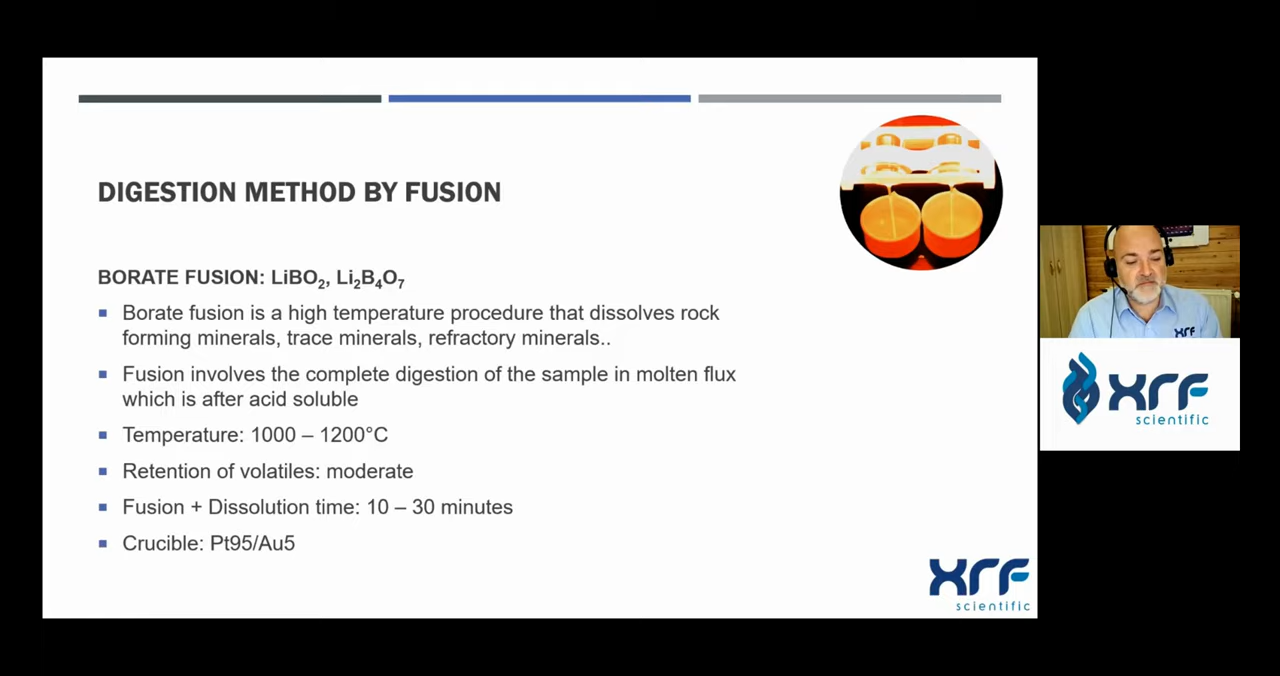 DIGESTION METHOD BY FUSION
BORATE FUSION: LiBO₂, Li₂B₄O₇
▪ Borate fusion is a high temperature procedure that dissolves rock
forming minerals, trace minerals, refractory minerals..
▪ Fusion involves the complete digestion of the sample in molten flux
which is after acid soluble
▪ Temperature: 1000 – 1200°C
▪ Retention of volatiles: moderate
▪ Fusion + Dissolution time: 10 – 30 minutes
▪ Crucible: Pt95/Au5
xrf
scientific
xrf
xrf
scientific